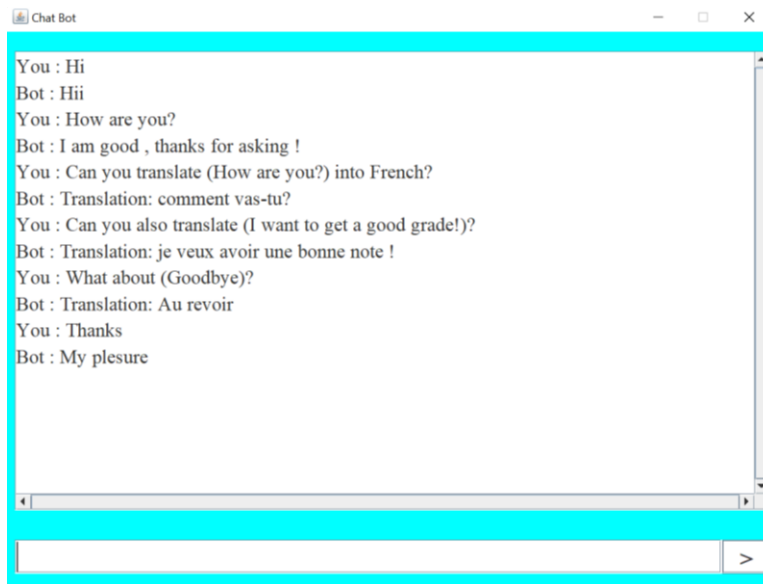 Chat Bot
You : Hi
Bot : Hii
You : How are you?
Bot : I am good , thanks for asking !
You : Can you translate (How are you?) into French?
Bot : Translation: comment vas-tu?
You : Can you also translate (I want to get a good grade!)?
Bot : Translation: je veux avoir une bonne note !
You : What about (Goodbye)?
Bot : Translation: Au revoir
You : Thanks
Bot : My plesure
>